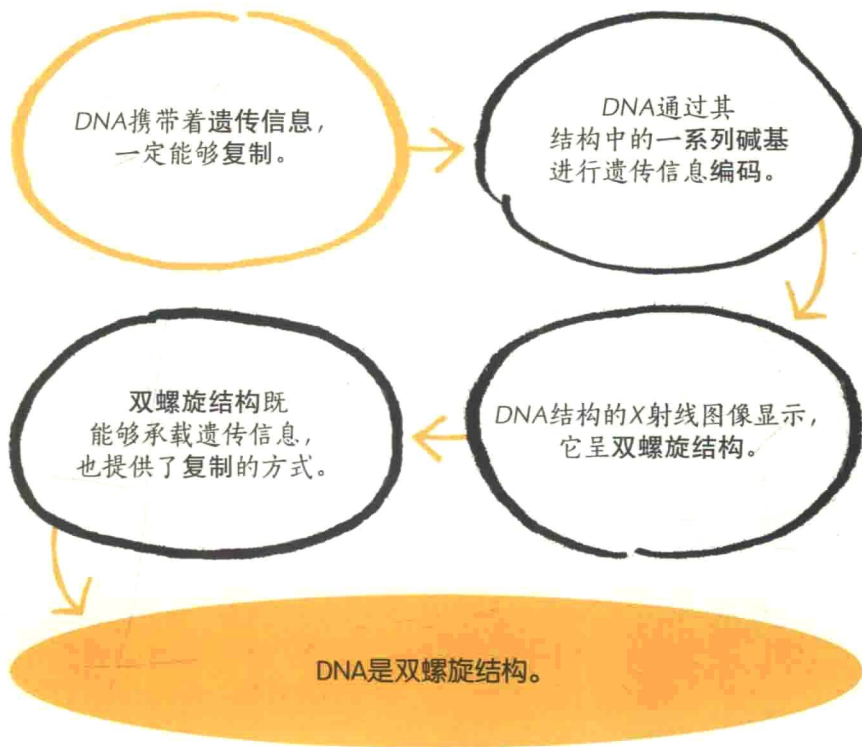 DNA携带着遗传信息，
一定能够复制。
DNA通过其
结构中的一系列碱基
进行遗传信息编码。
DNA结构的X射线图像显示，
它呈双螺旋结构。
双螺旋结构既
能够承载遗传信息，
也提供了复制的方式。
DNA是双螺旋结构。